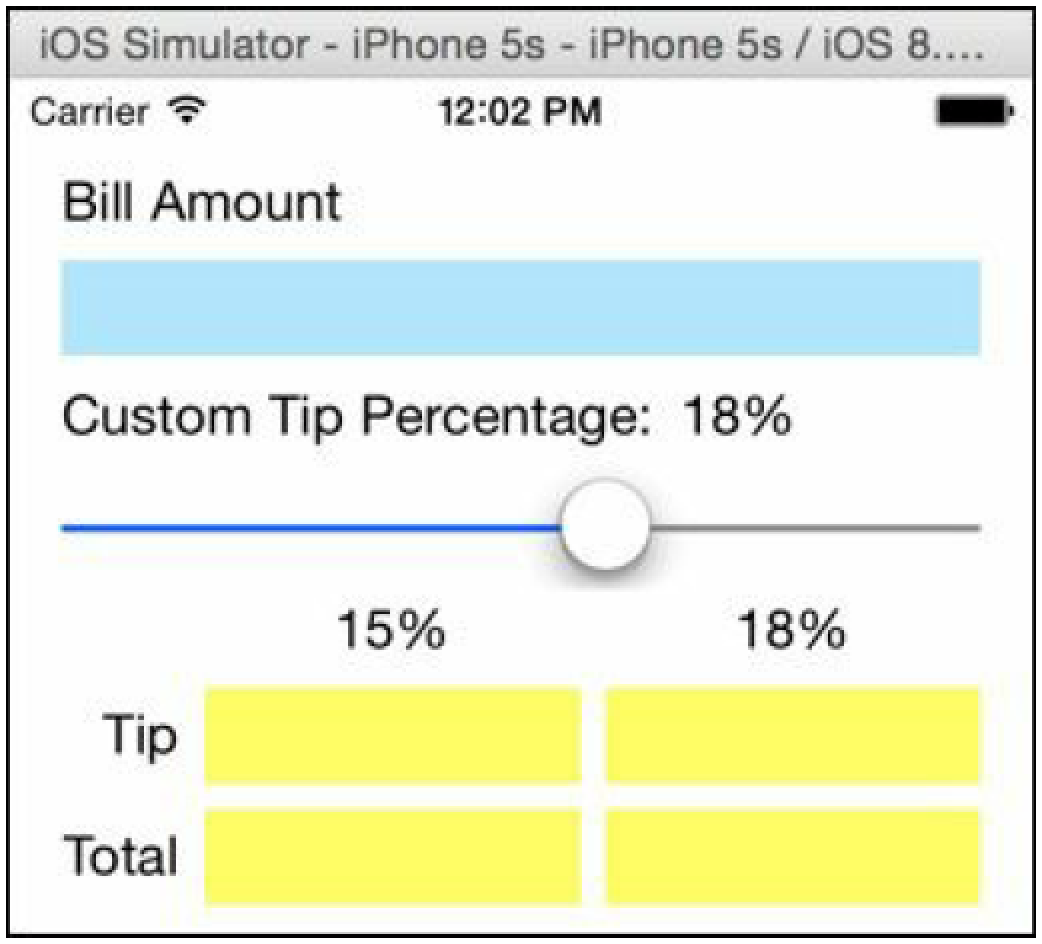 iOS Simulator - iPhone 5s - iPhone 5s / iOS 8....
Carrier 12:02 PM
Bill Amount
Custom Tip Percentage: 18%
15% 18%
Tip
Total